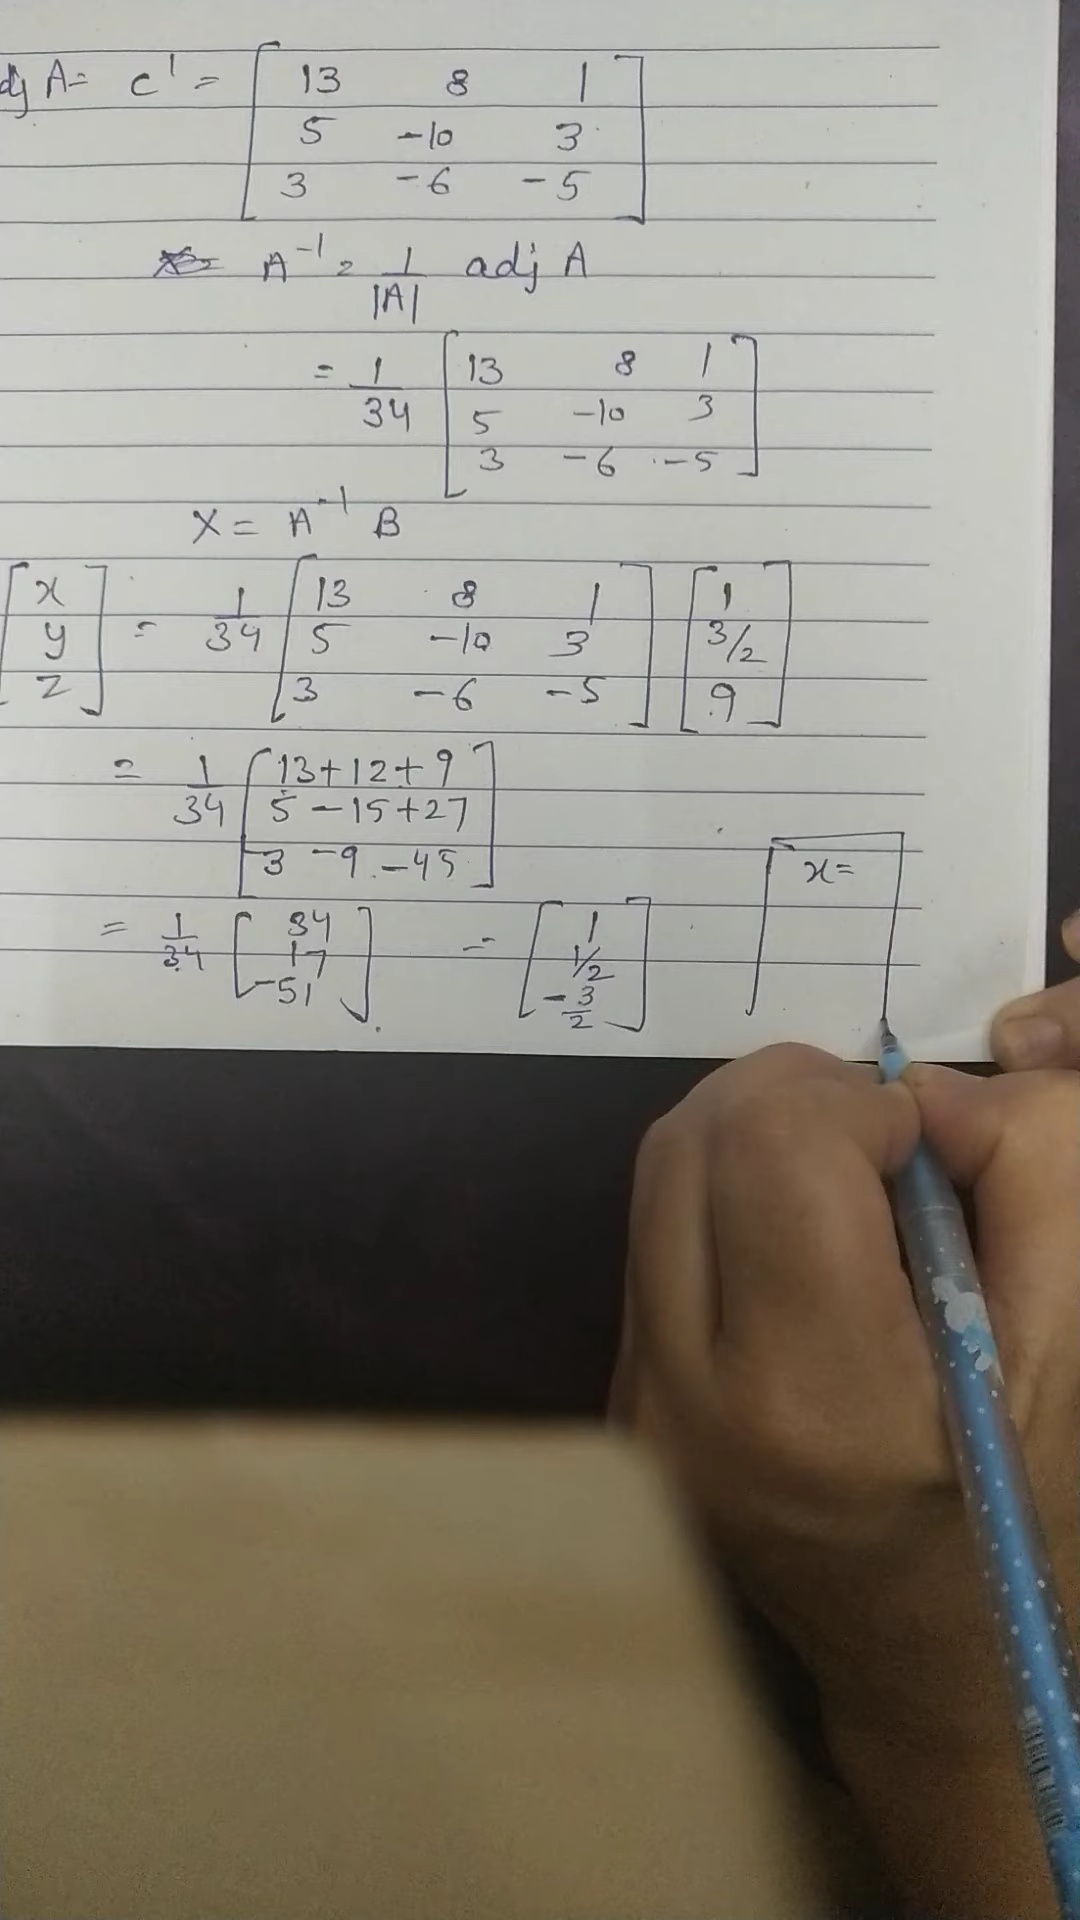 dj A = C' = [ 13 8 1
5 -10 3
3 -6 -5 ]
A⁻¹ = 1/|A| adj A
= 1/34 [ 13 8 1
5 -10 3
3 -6 -5 ]
X = A⁻¹ B
[ x y z ] = 1/34 [ 13 8 1
5 -10 3
3 -6 -5 ] [ 1 3/2 9 ]
= 1/34 [ 13+12+9
5 -15+27
3 -9 -45 ]
= 1/34 [ 34 17 -51 ] = [ 1 1/2 -3/2 ]
x =